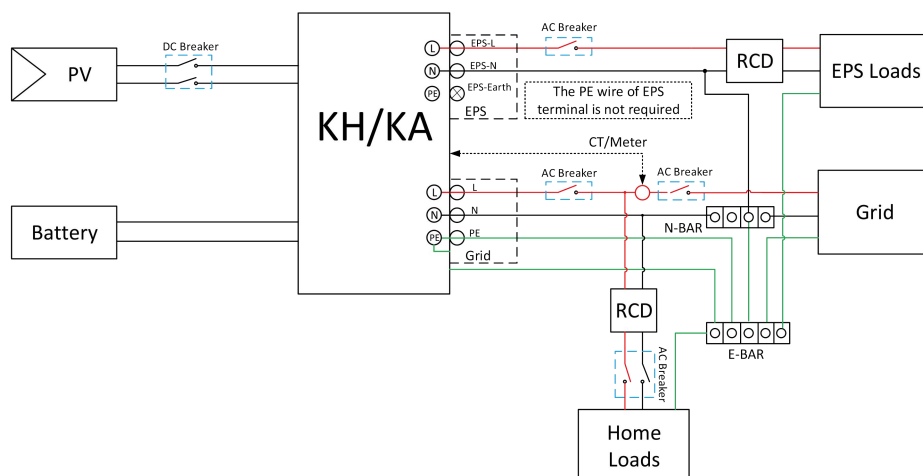 PV
DC Breaker
Battery
KH/KA
L
EPS-L
N
EPS-N
PE
EPS-Earth
EPS
AC Breaker
The PE wire of EPS
terminal is not required
RCD
EPS Loads
CT/Meter
L
L
N
N
PE
PE
Grid
AC Breaker
AC Breaker
N-BAR
Grid
RCD
E-BAR
AC Breaker
Home
Loads